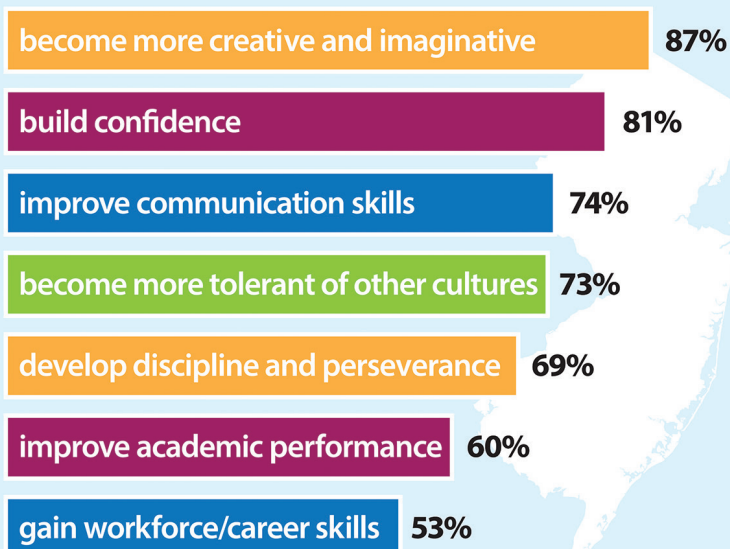 become more creative and imaginative 87%
build confidence 81%
improve communication skills 74%
become more tolerant of other cultures 73%
develop discipline and perseverance 69%
improve academic performance 60%
gain workforce/career skills 53%